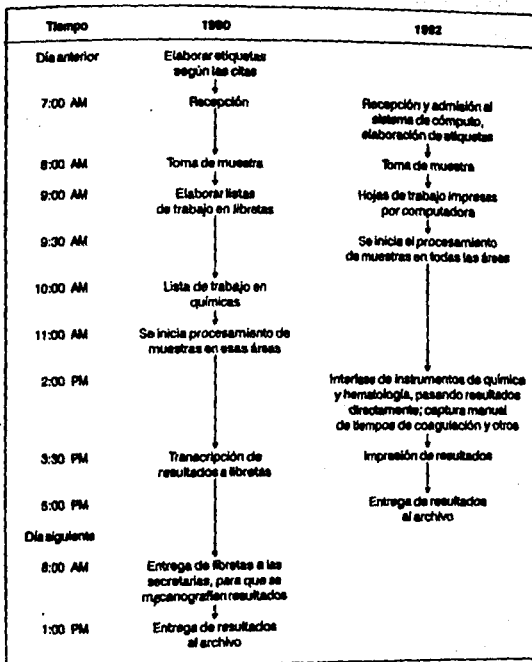 Tiempo 1990 1992
Día anterior Elaborar etiquetas
según las citas
7:00 AM Recepción Recepción y admisión al
sistema de cómputo,
elaboración de etiquetas
8:00 AM Toma de muestra Toma de muestra
9:00 AM Elaborar listas Hojas de trabajo impresas
de trabajo en libretas por computadora
9:30 AM Se inicia el procesamiento
de muestras en todas las áreas
10:00 AM Lista de trabajo en
químicas
11:00 AM Se inicia procesamiento de
muestras en esas áreas
2:00 PM Interfase de instrumentos de química
y hematología, pasando resultados
directamente; captura manual
de tiempos de coagulación y otros
3:30 PM Transcripción de Impresión de resultados
resultados a libretas
5:00 PM Entrega de resultados
al archivo
Día siguiente
8:00 AM Entrega de libretas a las
secretarias, para que se
mecanografíen resultados
1:00 PM Entrega de resultados
al archivo